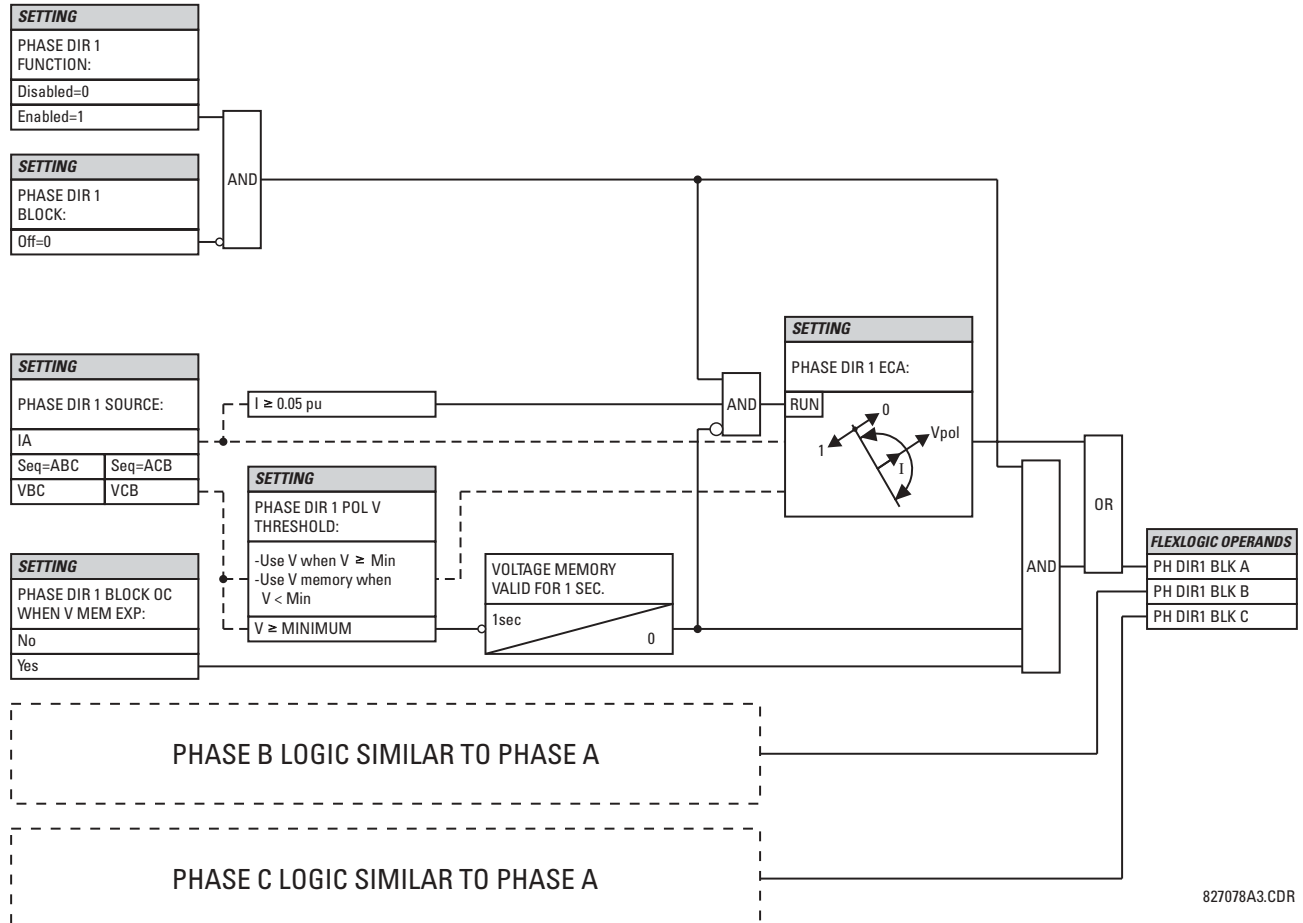 SETTING
PHASE DIR 1
FUNCTION:
Disabled=0
Enabled=1
SETTING
PHASE DIR 1
BLOCK:
Off=0
AND
SETTING
PHASE DIR 1 SOURCE:
IA
Seq=ABC Seq=ACB
VBC VCB
SETTING
PHASE DIR 1 BLOCK OC
WHEN V MEM EXP:
No
Yes
I ≥ 0.05 pu
SETTING
PHASE DIR 1 POL V
THRESHOLD:
-Use V when V ≥ Min
-Use V memory when
V < Min
V ≥ MINIMUM
VOLTAGE MEMORY
VALID FOR 1 SEC.
1sec
0
AND
SETTING
PHASE DIR 1 ECA:
RUN
0
1
Vpol
I
AND
OR
FLEXLOGIC OPERANDS
PH DIR1 BLK A
PH DIR1 BLK B
PH DIR1 BLK C
PHASE B LOGIC SIMILAR TO PHASE A
PHASE C LOGIC SIMILAR TO PHASE A
827078A3.CDR